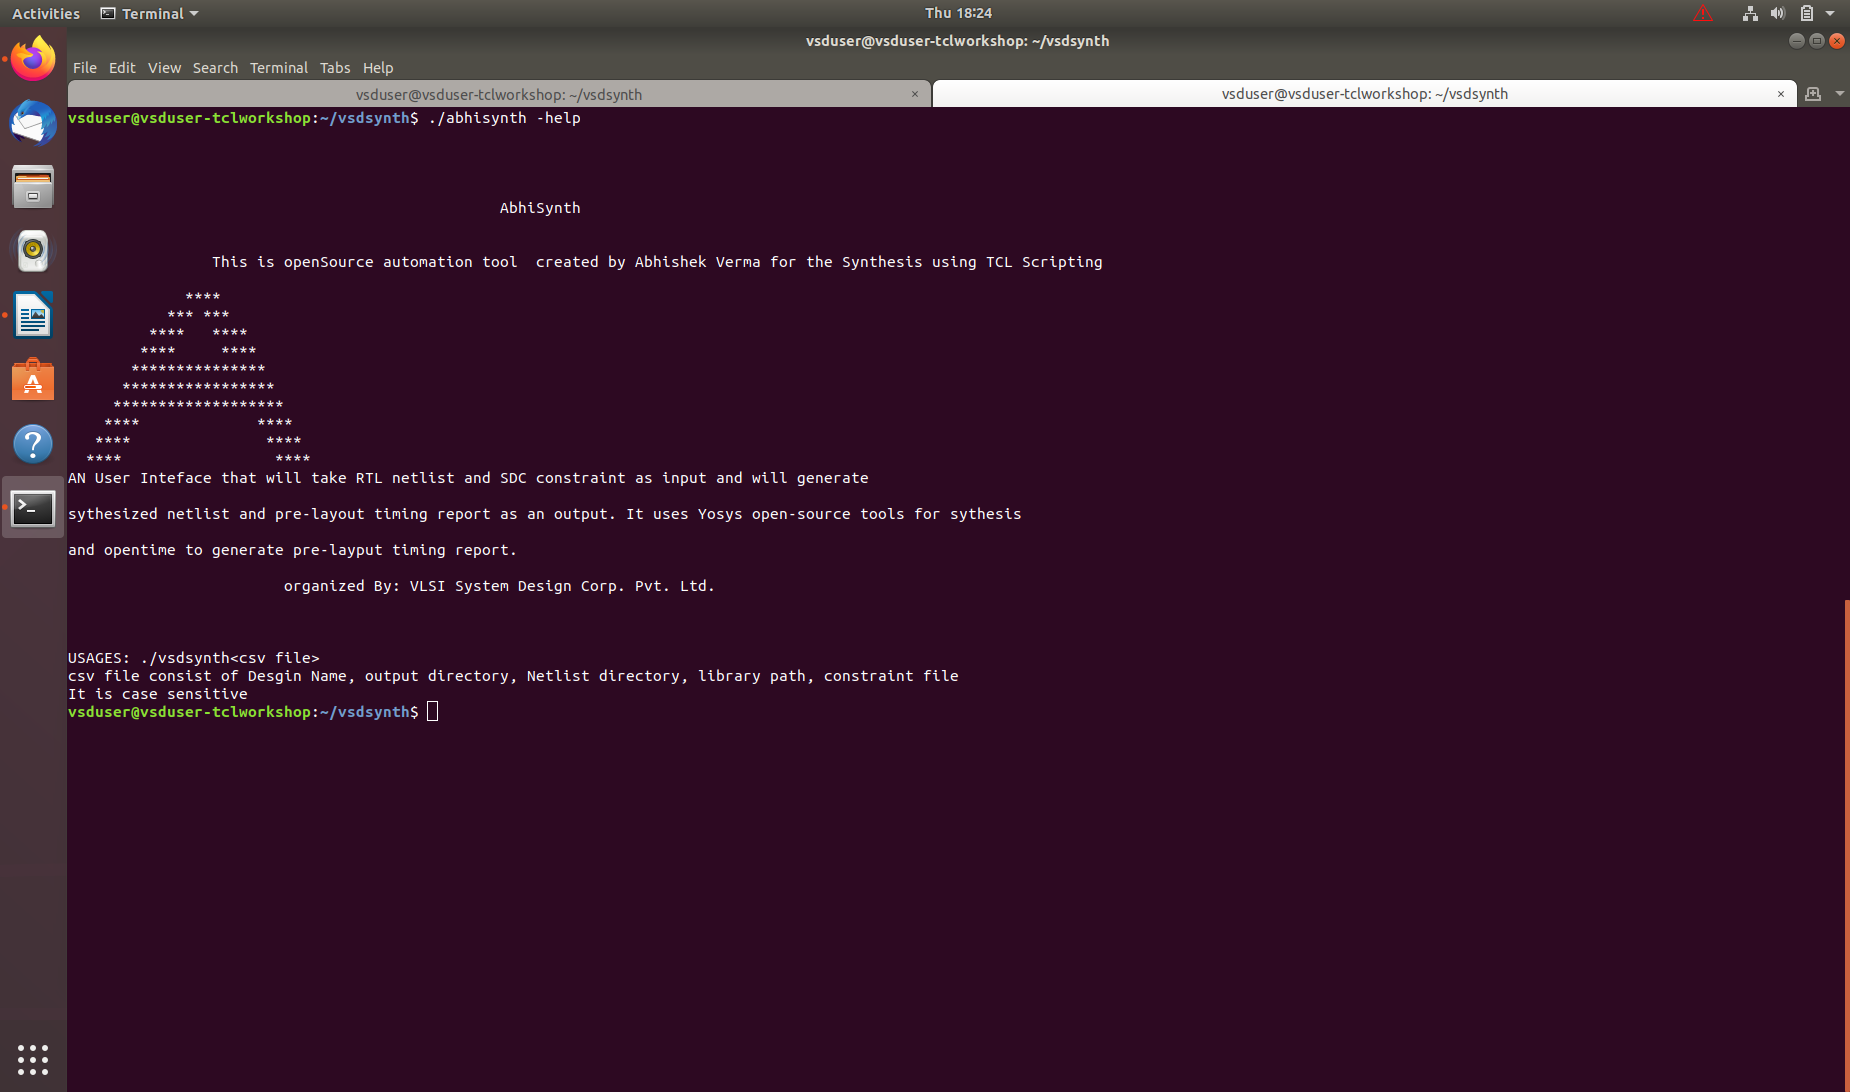 Activities Terminal Thu 18:24
vsduser@vsduser-tclworkshop: ~/vsdsynth
File Edit View Search Terminal Tabs Help
vsduser@vsduser-tclworkshop: ~/vsdsynth × vsduser@vsduser-tclworkshop: ~/vsdsynth ×
vsduser@vsduser-tclworkshop:~/vsdsynth$ ./abhisynth -help
AbhiSynth
This is openSource automation tool  created by Abhishek Verma for the Synthesis using TCL Scripting
             ****
           *** ***
         ****   ****
        ****     ****
       ***************
      *****************
     *******************
    ****             ****
   ****               ****
  ****                 ****
AN User Inteface that will take RTL netlist and SDC constraint as input and will generate
sythesized netlist and pre-layout timing report as an output. It uses Yosys open-source tools for sythesis
and opentime to generate pre-layput timing report.
organized By: VLSI System Design Corp. Pvt. Ltd.
USAGES: ./vsdsynth<csv file>
csv file consist of Desgin Name, output directory, Netlist directory, library path, constraint file
It is case sensitive
vsduser@vsduser-tclworkshop:~/vsdsynth$